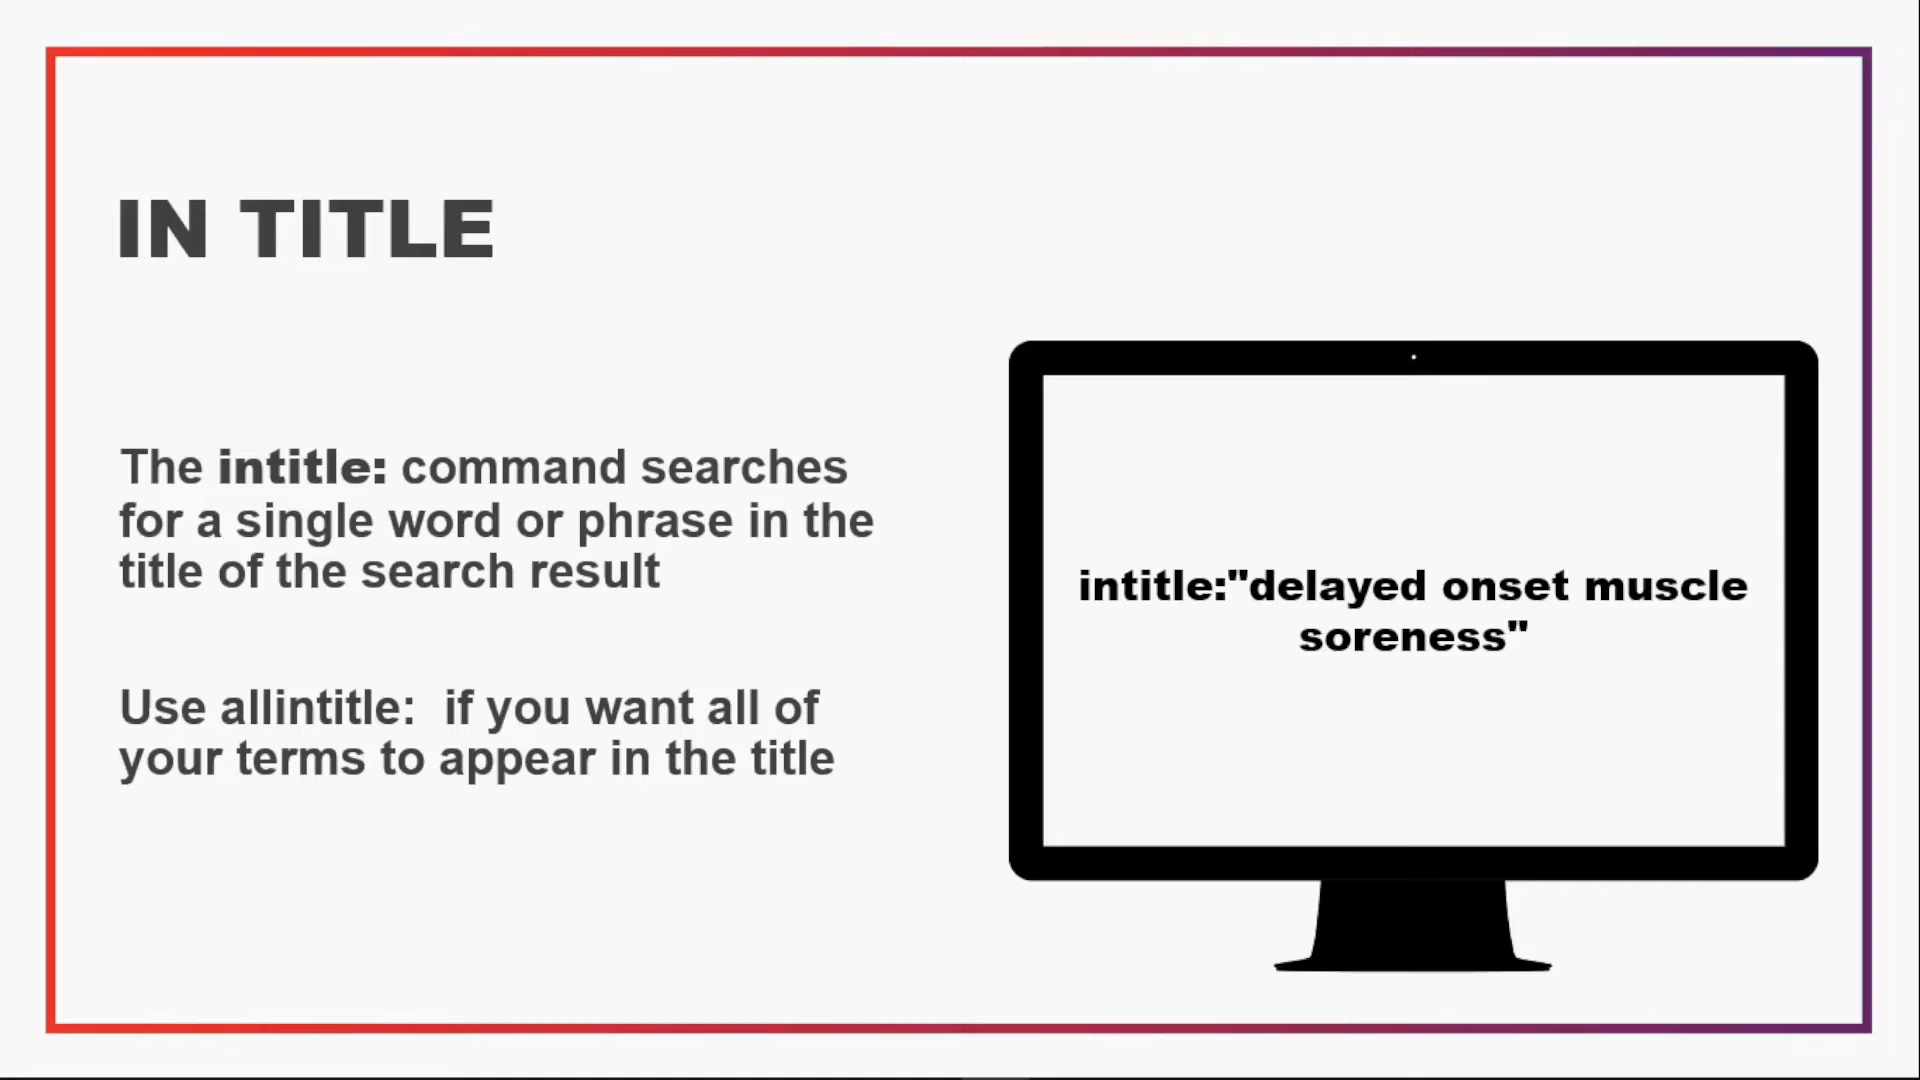 IN TITLE
The intitle: command searches
for a single word or phrase in the
title of the search result
Use allintitle:  if you want all of
your terms to appear in the title
intitle:"delayed onset muscle
soreness"